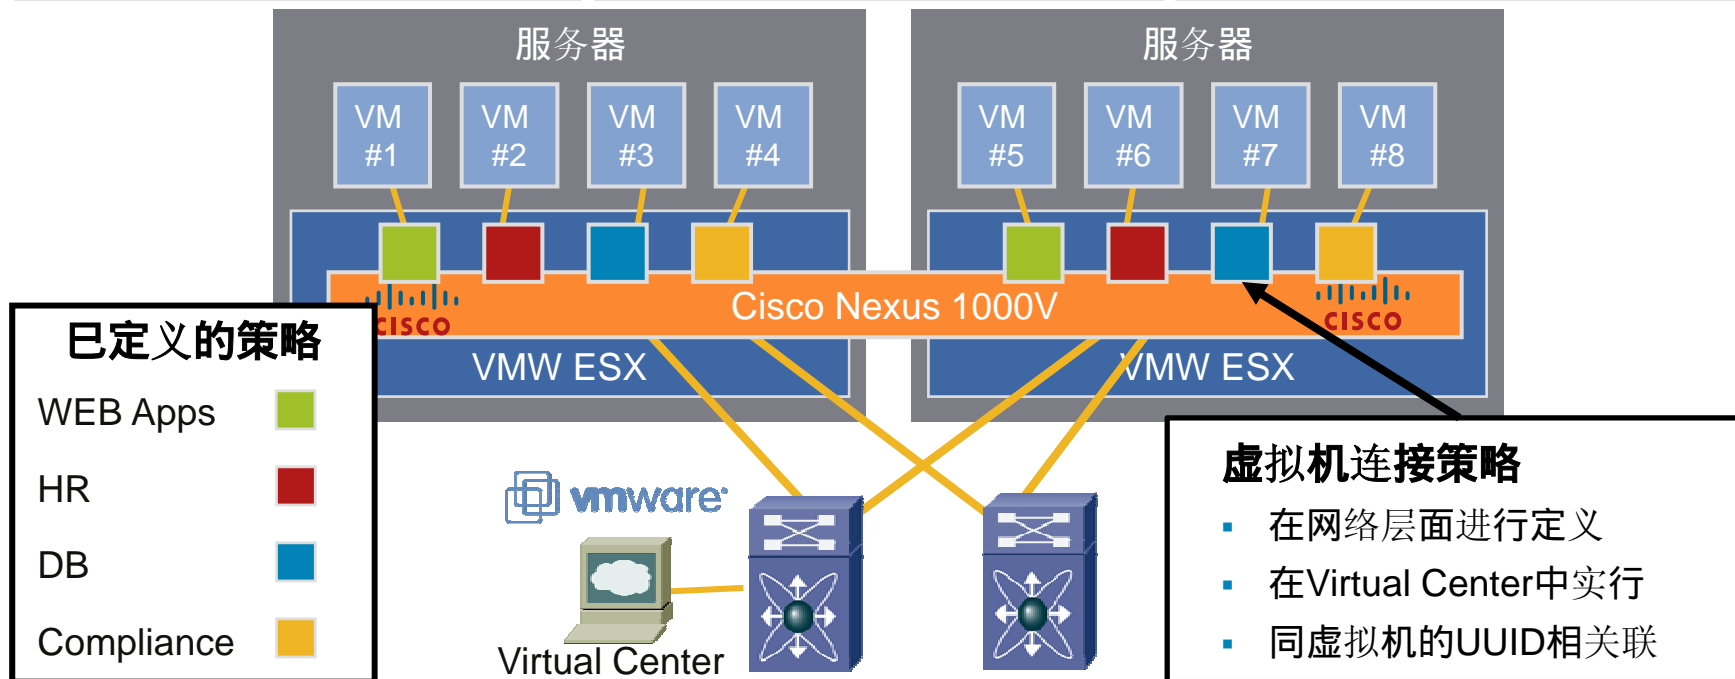 服务器
服务器
VM
#1
VM
#2
VM
#3
VM
#4
VM
#5
VM
#6
VM
#7
VM
#8
CISCO
Cisco Nexus 1000V
CISCO
VMW ESX
VMW ESX
已定义的策略
WEB Apps
HR
DB
Compliance
vmware
Virtual Center
虚拟机连接策略
▪ 在网络层面进行定义
▪ 在Virtual Center中实行
▪ 同虚拟机的UUID相关联